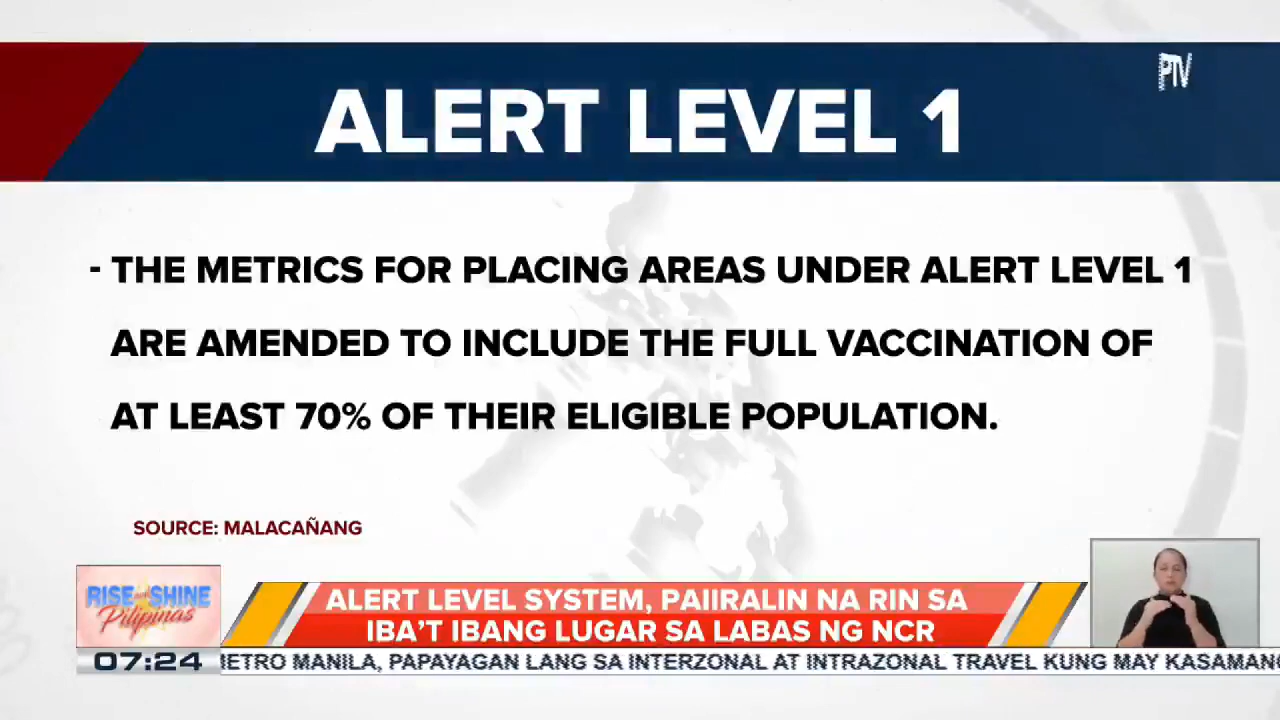 PTV
ALERT LEVEL 1
- THE METRICS FOR PLACING AREAS UNDER ALERT LEVEL 1
ARE AMENDED TO INCLUDE THE FULL VACCINATION OF
AT LEAST 70% OF THEIR ELIGIBLE POPULATION.
SOURCE: MALACAÑANG
RISE and SHINE
Pilipinas
ALERT LEVEL SYSTEM, PAIIRALIN NA RIN SA
IBA'T IBANG LUGAR SA LABAS NG NCR
07:24
ETRO MANILA, PAPAYAGAN LANG SA INTERZONAL AT INTRAZONAL TRAVEL KUNG MAY KASAMANG